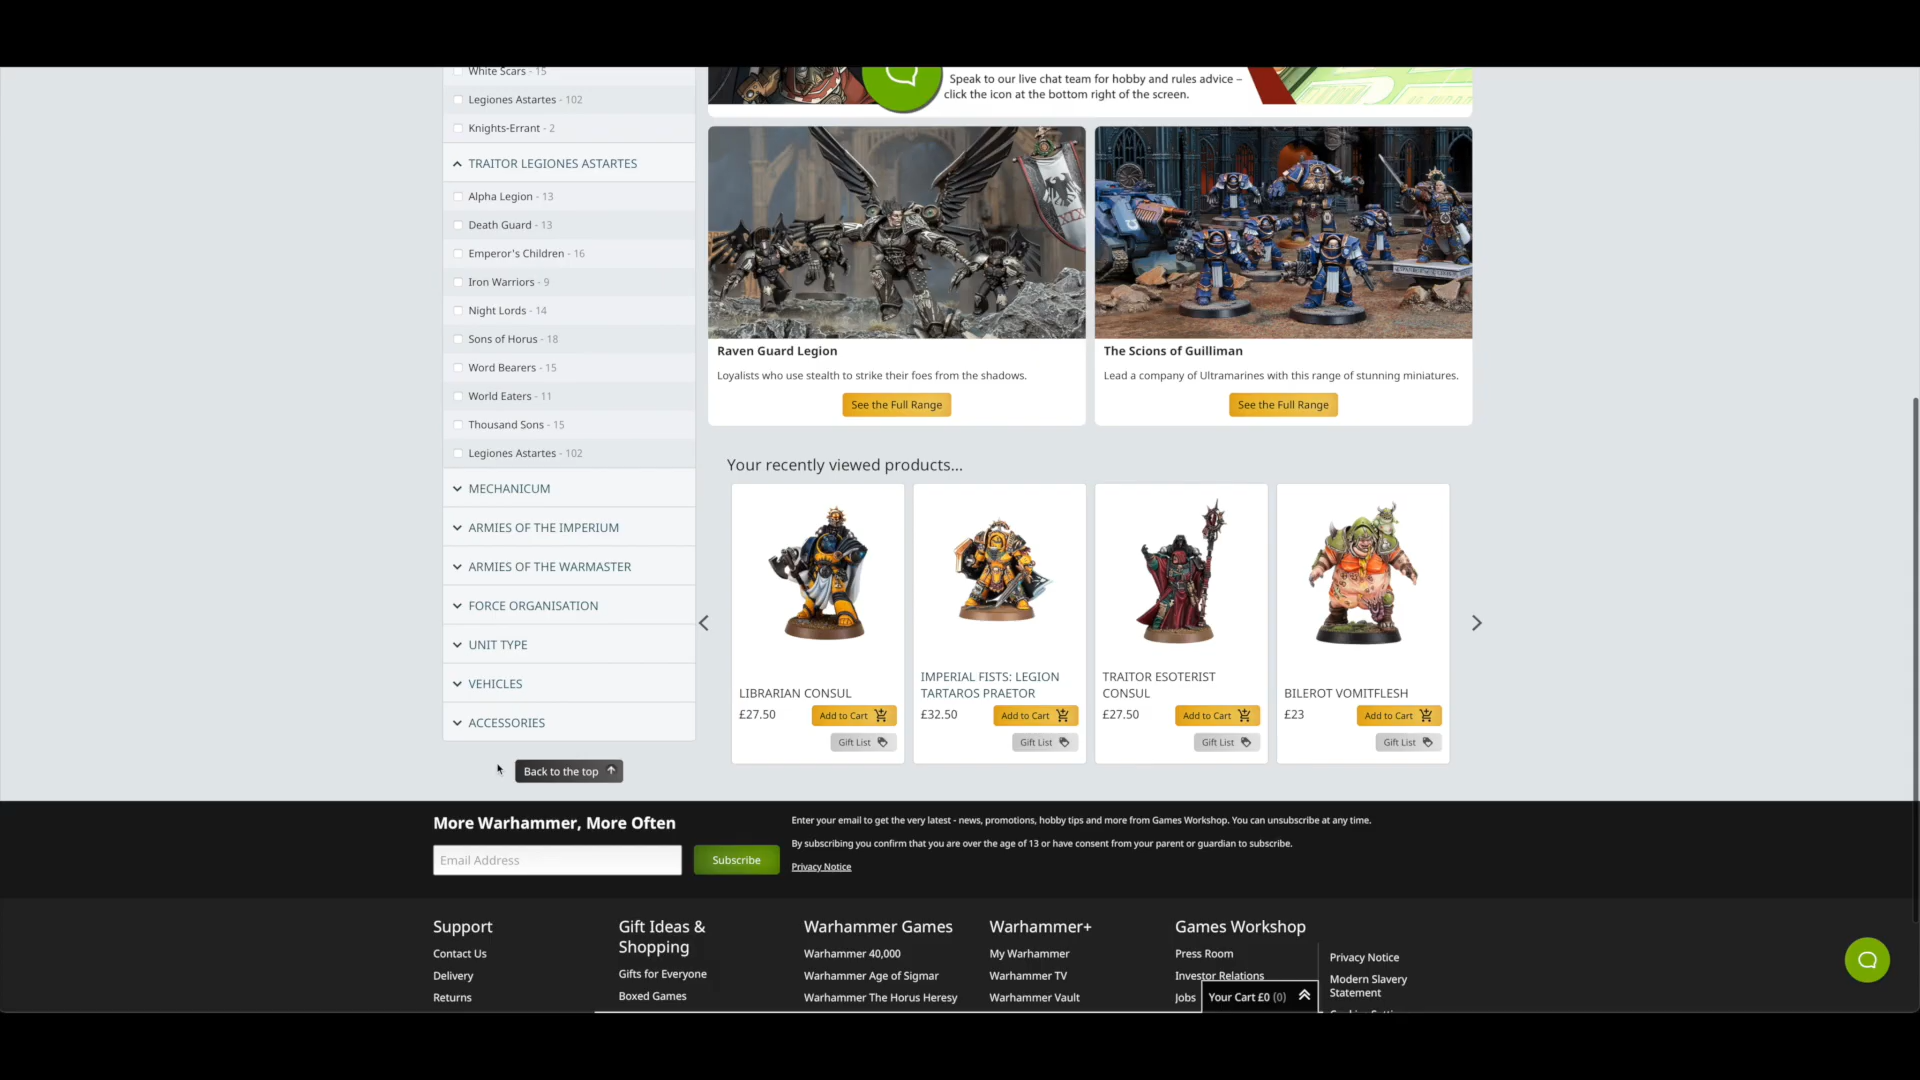 White Scars - 15
Legiones Astartes - 102
Knights-Errant - 2
TRAITOR LEGIONES ASTARTES
Alpha Legion - 13
Death Guard - 13
Emperor's Children - 16
Iron Warriors - 9
Night Lords - 14
Sons of Horus - 18
Word Bearers - 15
World Eaters - 11
Thousand Sons - 15
Legiones Astartes - 102
MECHANICUM
ARMIES OF THE IMPERIUM
ARMIES OF THE WARMASTER
FORCE ORGANISATION
UNIT TYPE
VEHICLES
ACCESSORIES
Back to the top
Speak to our live chat team for hobby and rules advice –
click the icon at the bottom right of the screen.
Raven Guard Legion
Loyalists who use stealth to strike their foes from the shadows.
See the Full Range
The Scions of Guilliman
Lead a company of Ultramarines with this range of stunning miniatures.
See the Full Range
Your recently viewed products...
LIBRARIAN CONSUL
£27.50
Add to Cart
Gift List
IMPERIAL FISTS: LEGION
TARTAROS PRAETOR
£32.50
Add to Cart
Gift List
TRAITOR ESOTERIST
CONSUL
£27.50
Add to Cart
Gift List
BILEROT VOMITFLESH
£23
Add to Cart
Gift List
More Warhammer, More Often
Email Address
Subscribe
Enter your email to get the very latest - news, promotions, hobby tips and more from Games Workshop. You can unsubscribe at any time.
By subscribing you confirm that you are over the age of 13 or have consent from your parent or guardian to subscribe.
Privacy Notice
Support
Contact Us
Delivery
Returns
Gift Ideas &
Shopping
Gifts for Everyone
Boxed Games
Warhammer Games
Warhammer 40,000
Warhammer Age of Sigmar
Warhammer The Horus Heresy
Warhammer+
My Warhammer
Warhammer TV
Warhammer Vault
Games Workshop
Press Room
Investor Relations
Jobs
Privacy Notice
Modern Slavery
Statement
Your Cart £0 (0)